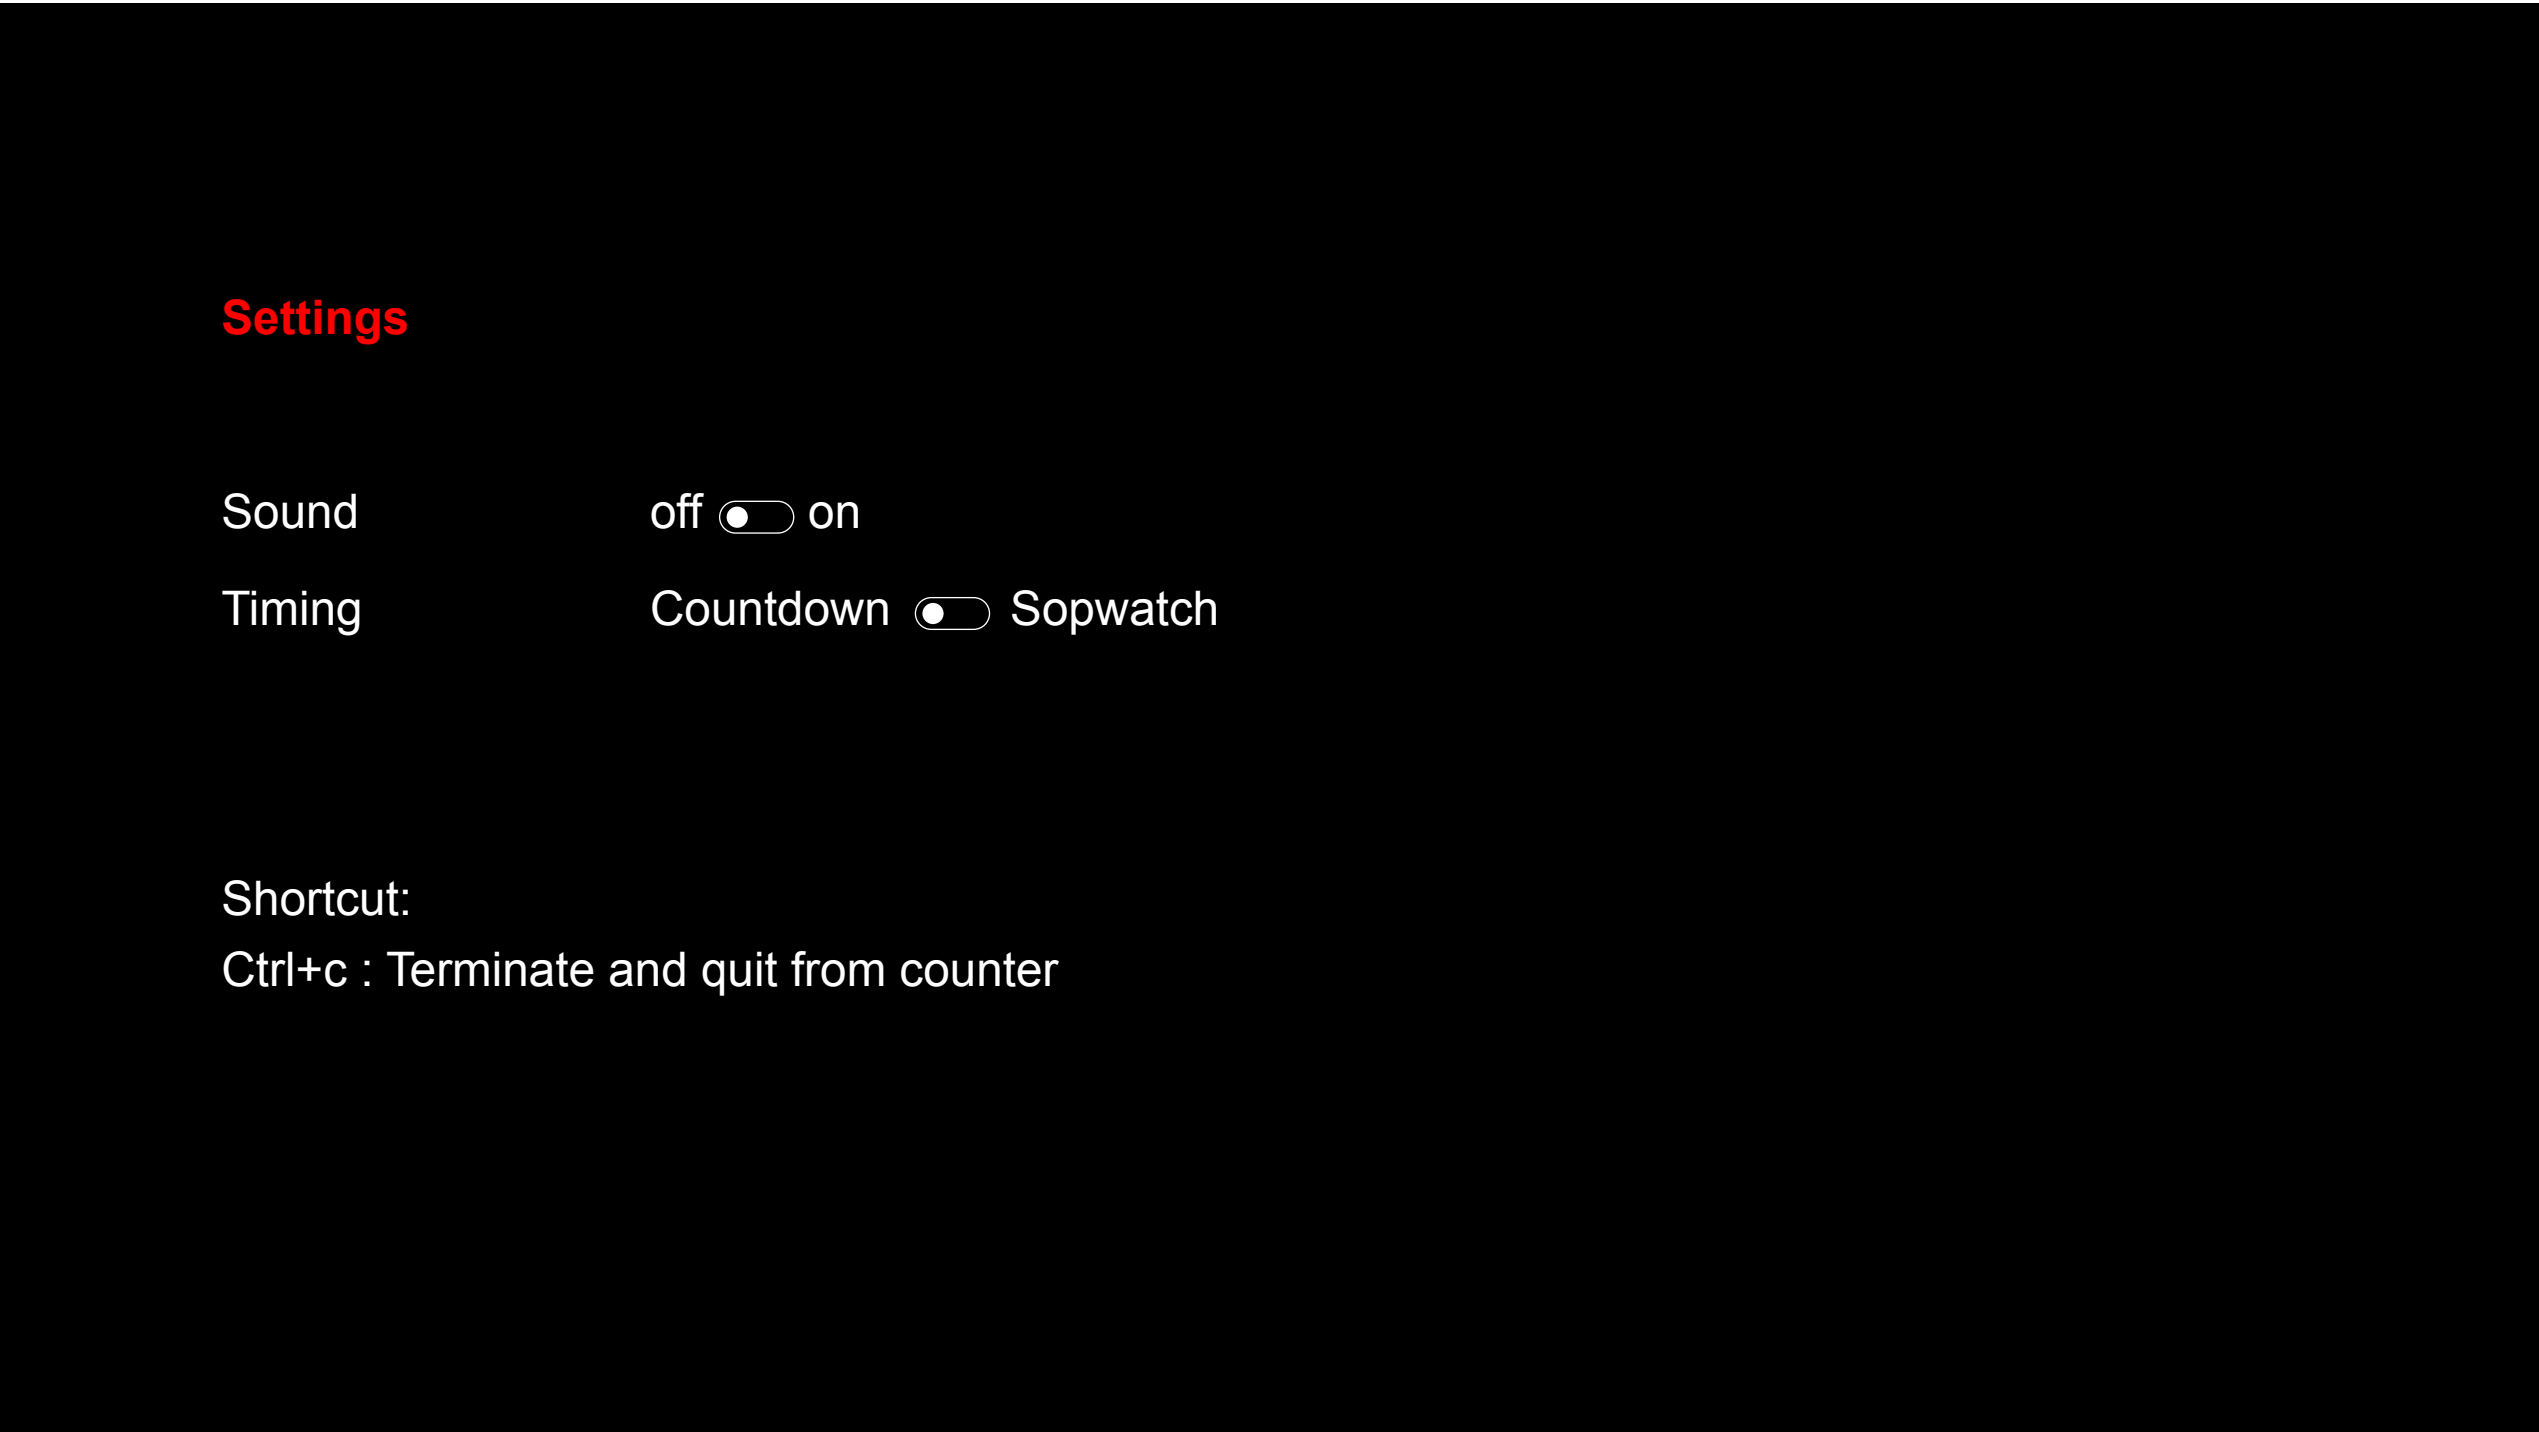 Settings
Sound off on
Timing Countdown Sopwatch
Shortcut:
Ctrl+c : Terminate and quit from counter